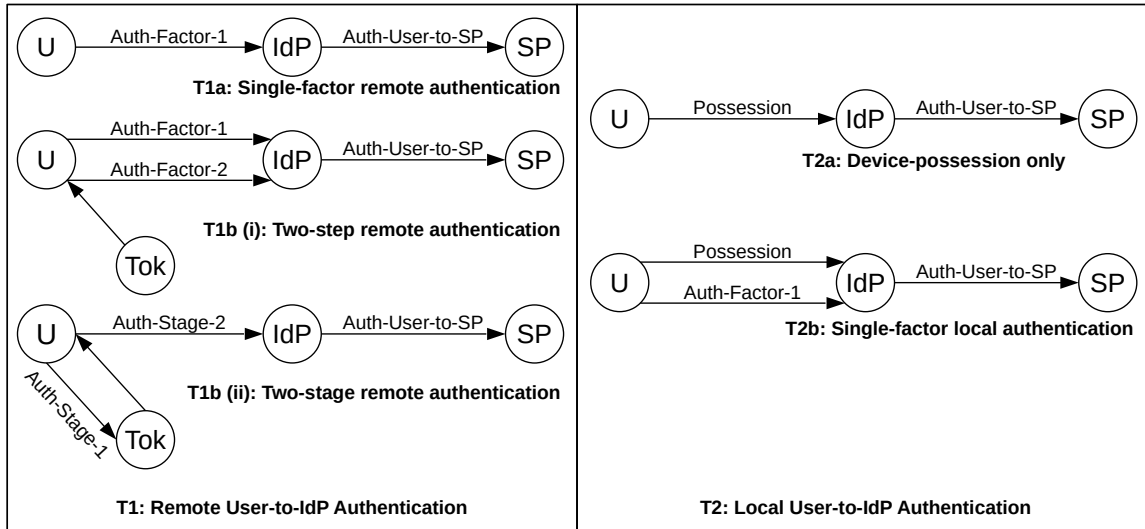 U Auth-Factor-1 IdP Auth-User-to-SP SP
T1a: Single-factor remote authentication
U Auth-Factor-1 Auth-Factor-2 IdP Auth-User-to-SP SP
T1b (i): Two-step remote authentication
Tok
U Auth-Stage-2 IdP Auth-User-to-SP SP
T1b (ii): Two-stage remote authentication
Auth-Stage-1 Tok
T1: Remote User-to-IdP Authentication
U Possession IdP Auth-User-to-SP SP
T2a: Device-possession only
U Possession Auth-Factor-1 IdP Auth-User-to-SP SP
T2b: Single-factor local authentication
T2: Local User-to-IdP Authentication